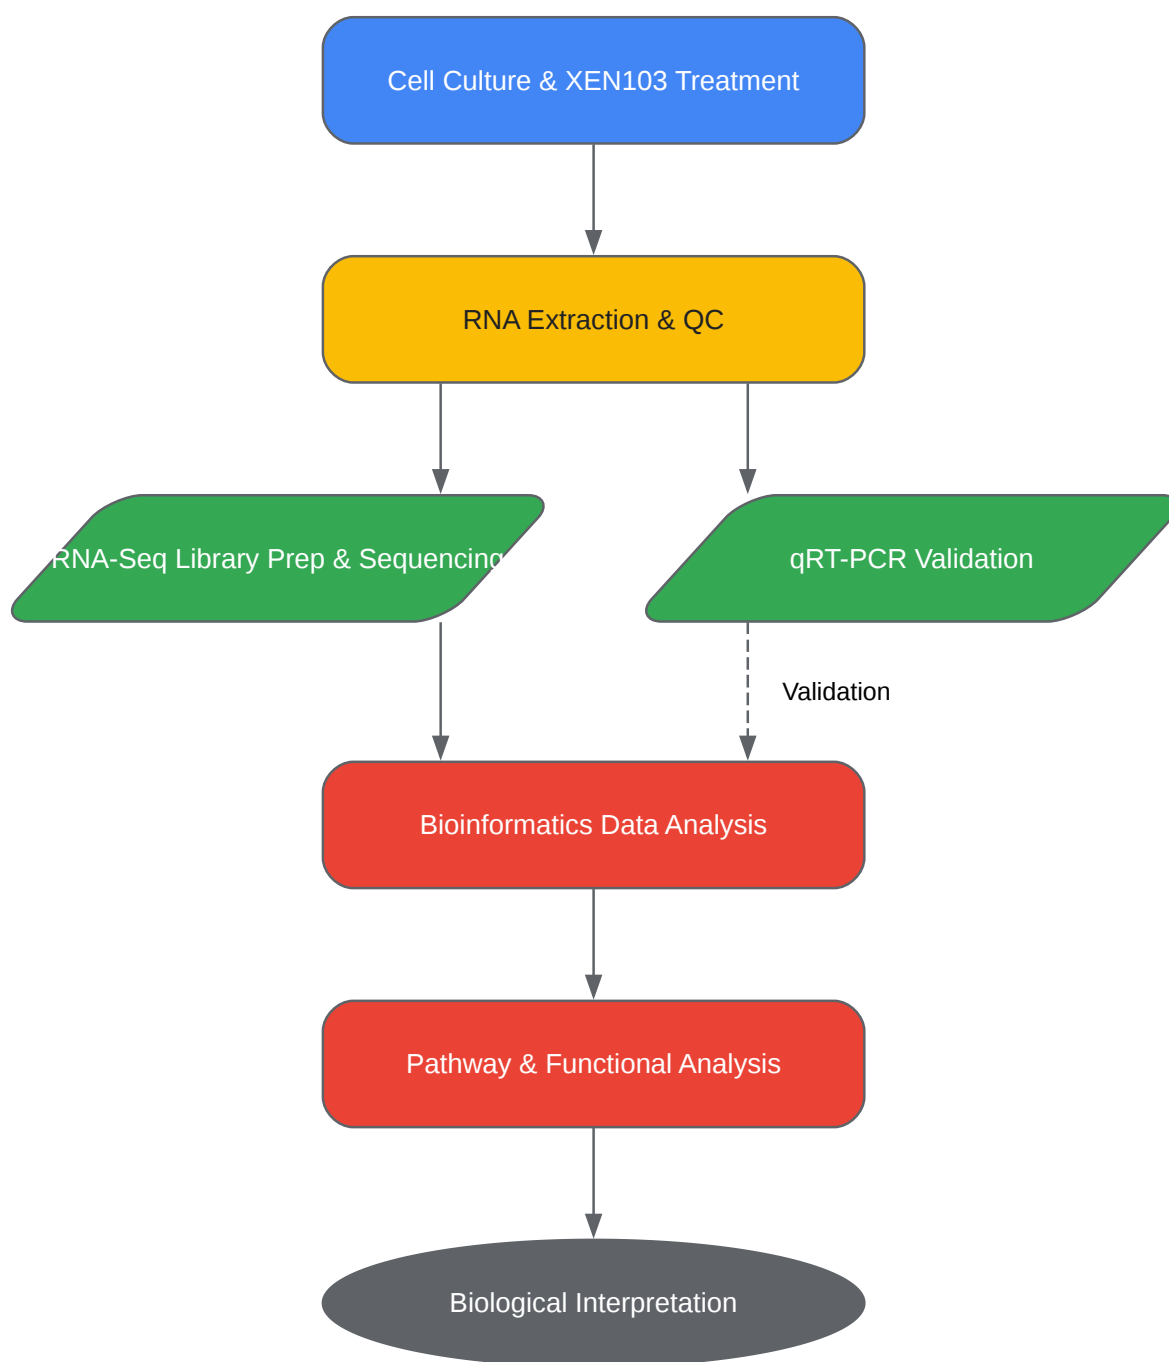 Cell Culture & XEN103 Treatment
RNA Extraction & QC
RNA-Seq Library Prep & Sequencing
qRT-PCR Validation
Validation
Bioinformatics Data Analysis
Pathway & Functional Analysis
Biological Interpretation